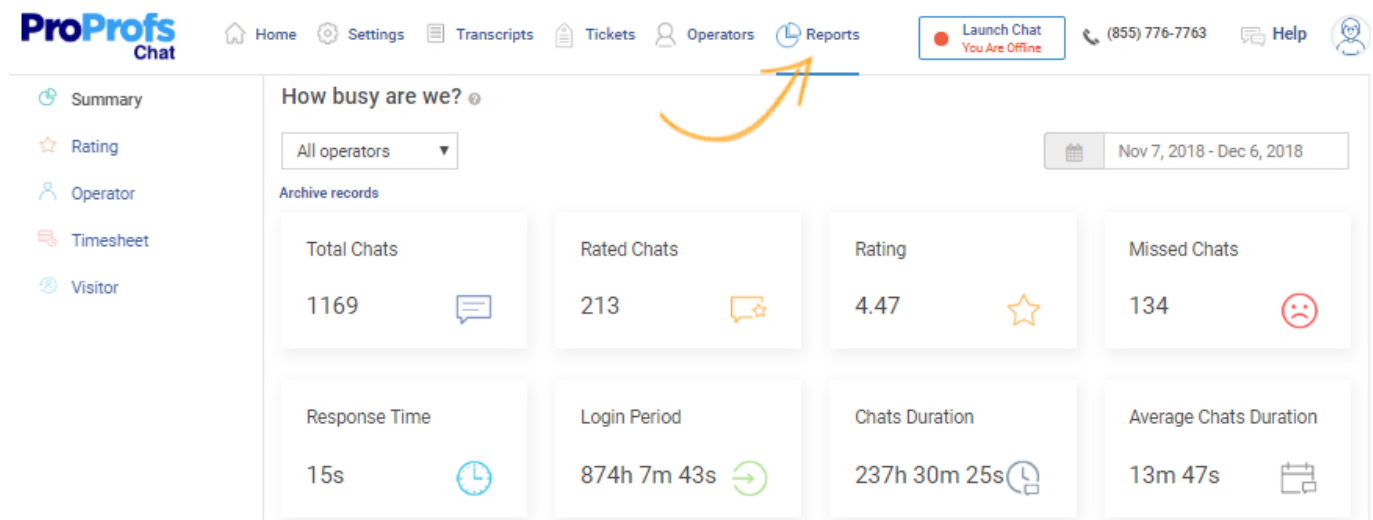 ProProfs
Chat
Home Settings Transcripts Tickets Operators Reports
Launch Chat
You Are Offline
(855) 776-7763 Help
Summary
Rating
Operator
Timesheet
Visitor
How busy are we?
All operators
Nov 7, 2018 - Dec 6, 2018
Archive records
Total Chats
1169
Rated Chats
213
Rating
4.47
Missed Chats
134
Response Time
15s
Login Period
874h 7m 43s
Chats Duration
237h 30m 25s
Average Chats Duration
13m 47s